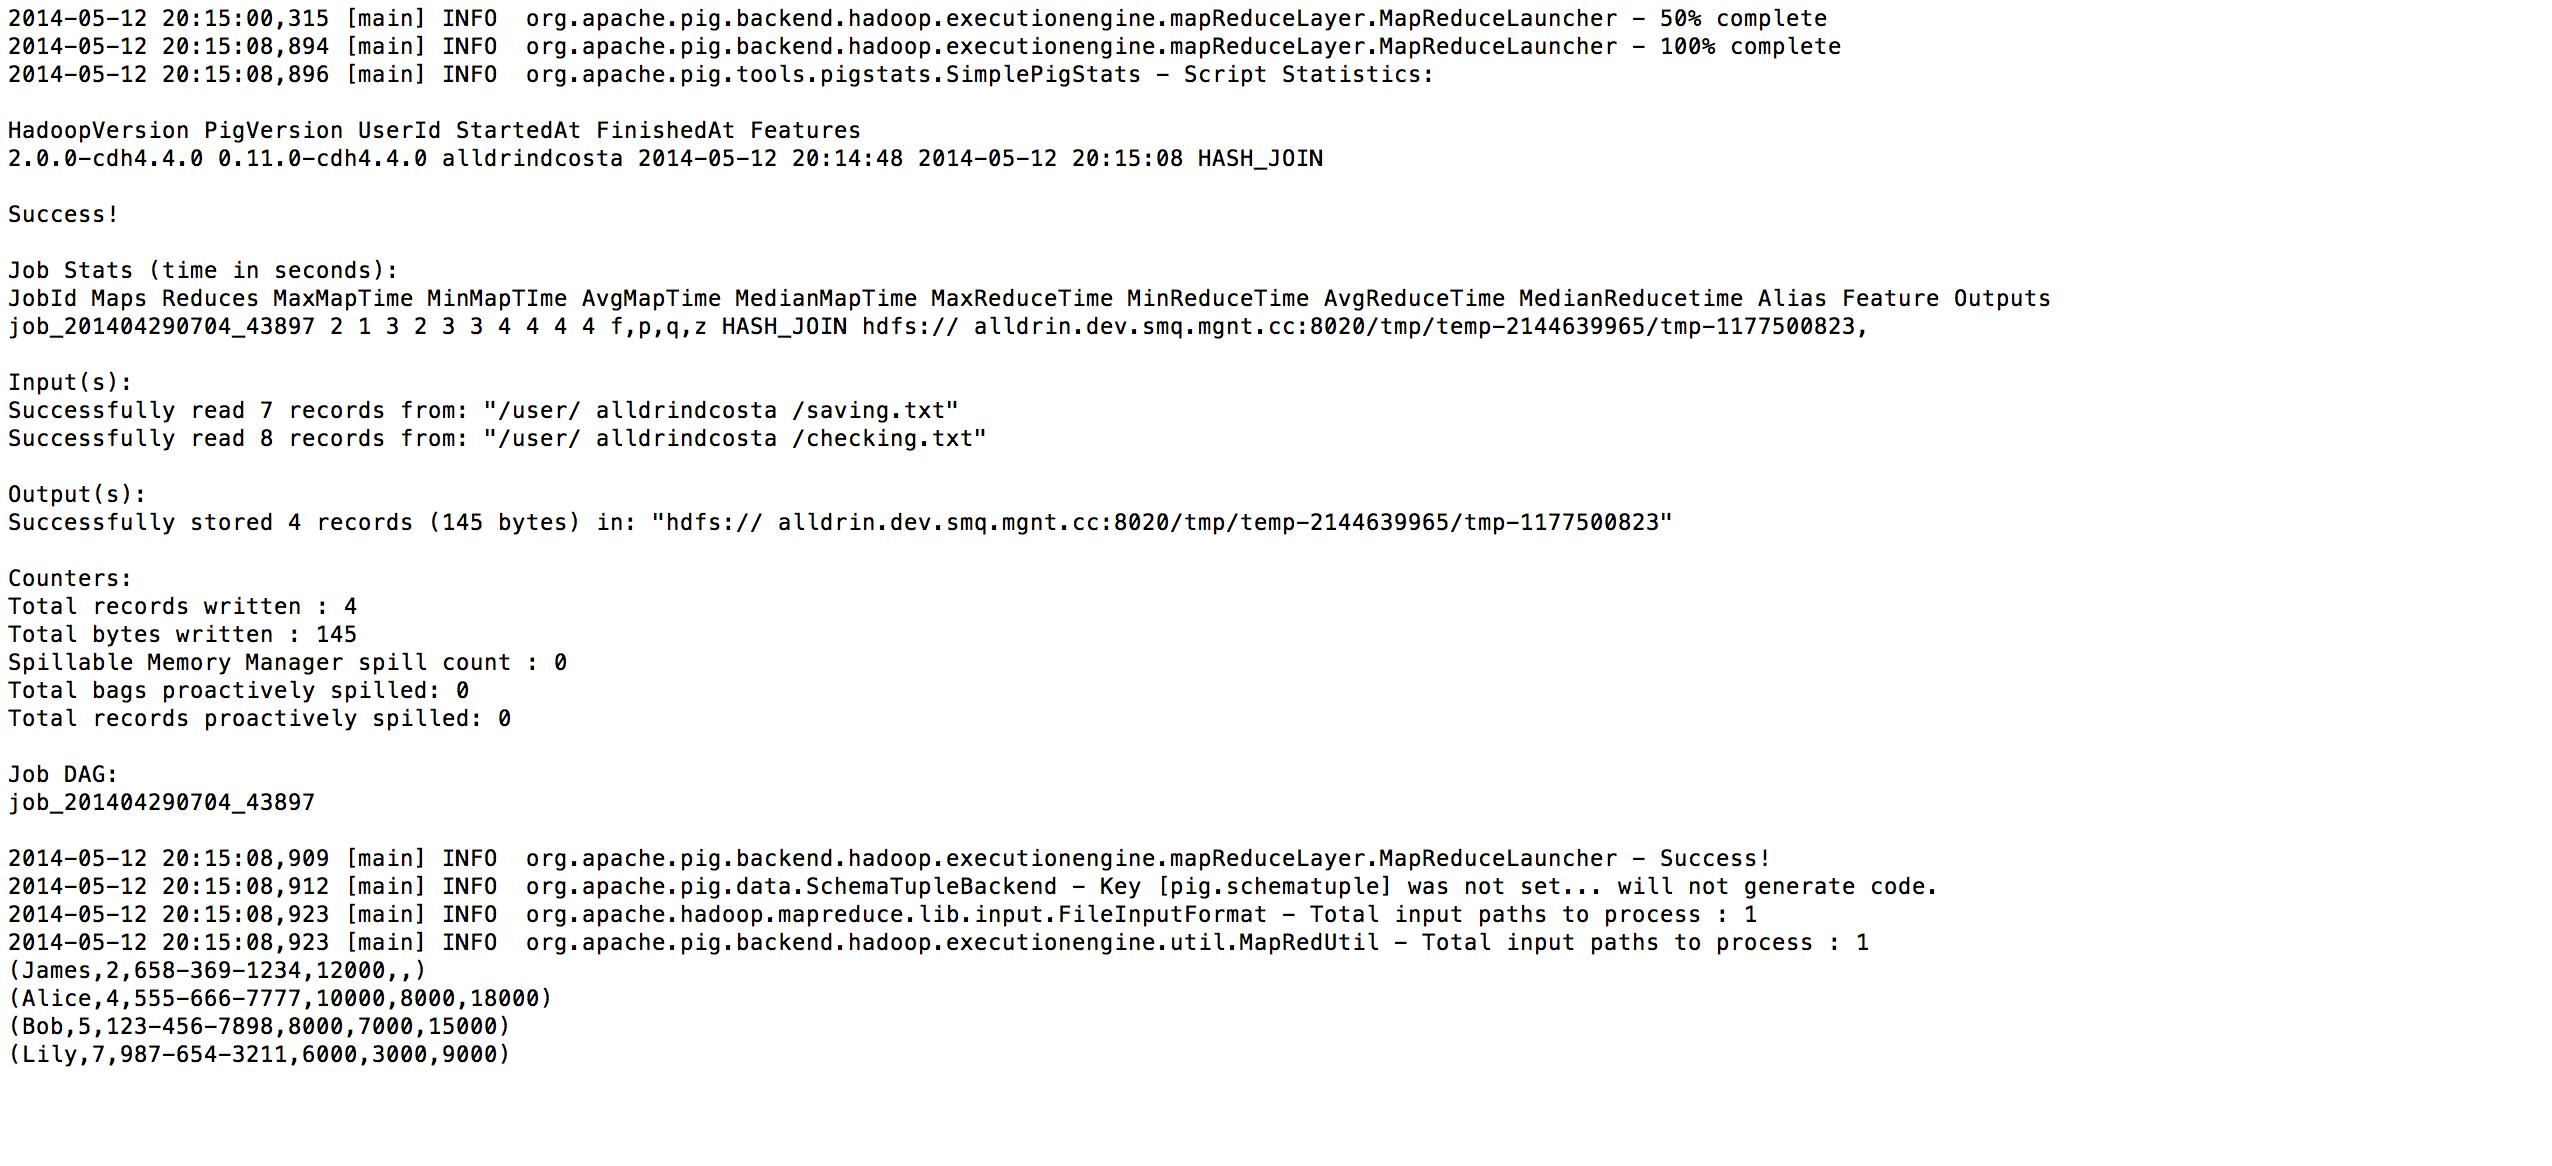 2014-05-12 20:15:00,315 [main] INFO  org.apache.pig.backend.hadoop.executionengine.mapReduceLayer.MapReduceLauncher - 50% complete
2014-05-12 20:15:08,894 [main] INFO  org.apache.pig.backend.hadoop.executionengine.mapReduceLayer.MapReduceLauncher - 100% complete
2014-05-12 20:15:08,896 [main] INFO  org.apache.pig.tools.pigstats.SimplePigStats - Script Statistics:

HadoopVersion PigVersion UserId StartedAt FinishedAt Features
2.0.0-cdh4.4.0 0.11.0-cdh4.4.0 alldrindcosta 2014-05-12 20:14:48 2014-05-12 20:15:08 HASH_JOIN

Success!

Job Stats (time in seconds):
JobId Maps Reduces MaxMapTime MinMapTIme AvgMapTime MedianMapTime MaxReduceTime MinReduceTime AvgReduceTime MedianReducetime Alias Feature Outputs
job_201404290704_43897 2 1 3 2 3 3 4 4 4 4 f,p,q,z HASH_JOIN hdfs:// alldrin.dev.smq.mgnt.cc:8020/tmp/temp-2144639965/tmp-1177500823,

Input(s):
Successfully read 7 records from: "/user/ alldrindcosta /saving.txt"
Successfully read 8 records from: "/user/ alldrindcosta /checking.txt"

Output(s):
Successfully stored 4 records (145 bytes) in: "hdfs:// alldrin.dev.smq.mgnt.cc:8020/tmp/temp-2144639965/tmp-1177500823"

Counters:
Total records written : 4
Total bytes written : 145
Spillable Memory Manager spill count : 0
Total bags proactively spilled: 0
Total records proactively spilled: 0

Job DAG:
job_201404290704_43897

2014-05-12 20:15:08,909 [main] INFO  org.apache.pig.backend.hadoop.executionengine.mapReduceLayer.MapReduceLauncher - Success!
2014-05-12 20:15:08,912 [main] INFO  org.apache.pig.data.SchemaTupleBackend - Key [pig.schematuple] was not set... will not generate code.
2014-05-12 20:15:08,923 [main] INFO  org.apache.hadoop.mapreduce.lib.input.FileInputFormat - Total input paths to process : 1
2014-05-12 20:15:08,923 [main] INFO  org.apache.pig.backend.hadoop.executionengine.util.MapRedUtil - Total input paths to process : 1
(James,2,658-369-1234,12000,,)
(Alice,4,555-666-7777,10000,8000,18000)
(Bob,5,123-456-7898,8000,7000,15000)
(Lily,7,987-654-3211,6000,3000,9000)